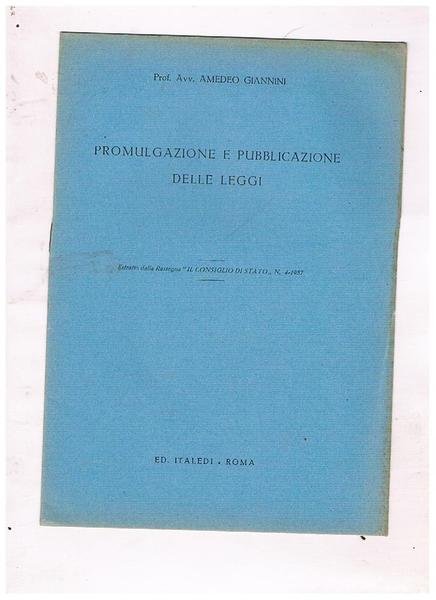 Prof. Avv. AMEDEO GIANNINI
PROMULGAZIONE E PUBBLICAZIONE
DELLE LEGGI
Estratto dalla Rassegna "IL CONSIGLIO DI STATO„ N. 4-1957
ED. ITALEDI - ROMA